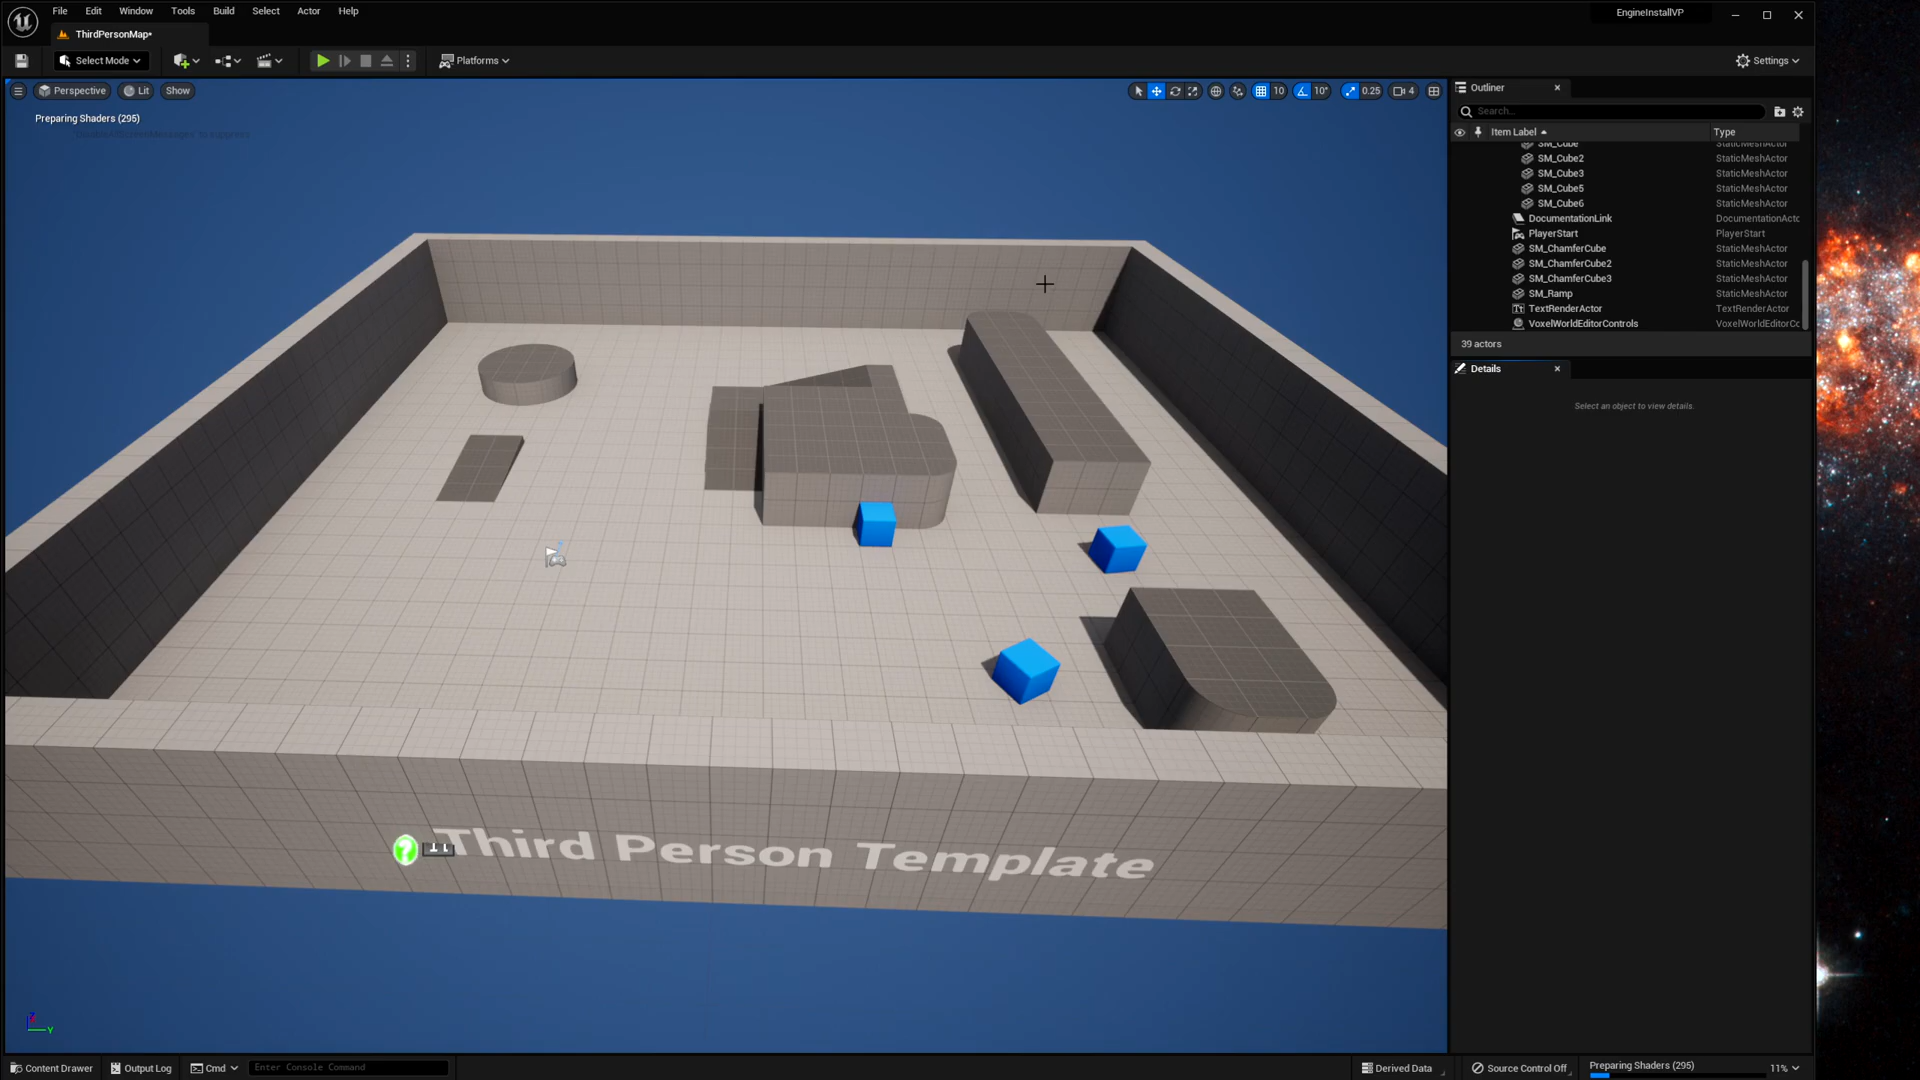 File Edit Window Tools Build Select Actor Help
EngineInstallVP
ThirdPersonMap•
Select Mode
Platforms
Settings
Perspective Lit Show
10 10° 0.25 4
Preparing Shaders (295)
Outliner
Search...
Item Label Type
SM_Cube StaticMeshActor
SM_Cube2 StaticMeshActor
SM_Cube3 StaticMeshActor
SM_Cube5 StaticMeshActor
SM_Cube6 StaticMeshActor
DocumentationLink DocumentationActo
PlayerStart PlayerStart
SM_ChamferCube StaticMeshActor
SM_ChamferCube2 StaticMeshActor
SM_ChamferCube3 StaticMeshActor
SM_Ramp StaticMeshActor
TextRenderActor TextRenderActor
VoxelWorldEditorControls VoxelWorldEditorCo
39 actors
Details
Select an object to view details.
Third Person Template
Z
Y
Content Drawer Output Log Cmd Enter Console Command
Derived Data Source Control Off Preparing Shaders (295) 11%